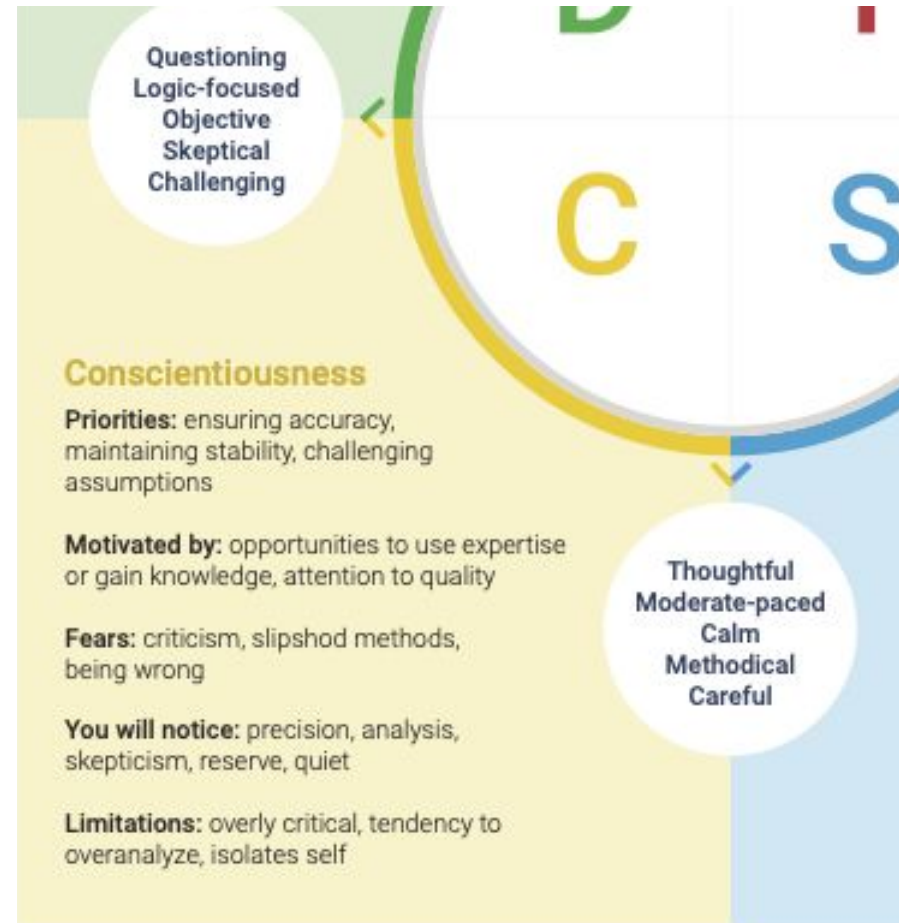 D
i
Questioning
Logic-focused
Objective
Skeptical
Challenging
C
S
Conscientiousness
Priorities: ensuring accuracy,
maintaining stability, challenging
assumptions
Motivated by: opportunities to use expertise
or gain knowledge, attention to quality
Fears: criticism, slipshod methods,
being wrong
You will notice: precision, analysis,
skepticism, reserve, quiet
Limitations: overly critical, tendency to
overanalyze, isolates self
Thoughtful
Moderate-paced
Calm
Methodical
Careful